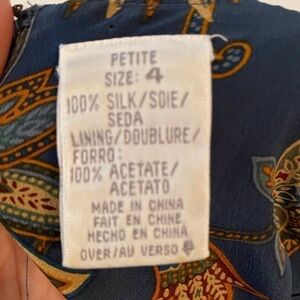 PETITE
SIZE: 4
100% SILK/SOIE/
SEDA
LINING/DOUBLURE/
FORRO:
100% ACETATE/
ACETATO
MADE IN CHINA
FAIT EN CHINE
HECHO EN CHINA
OVER/AU VERSO